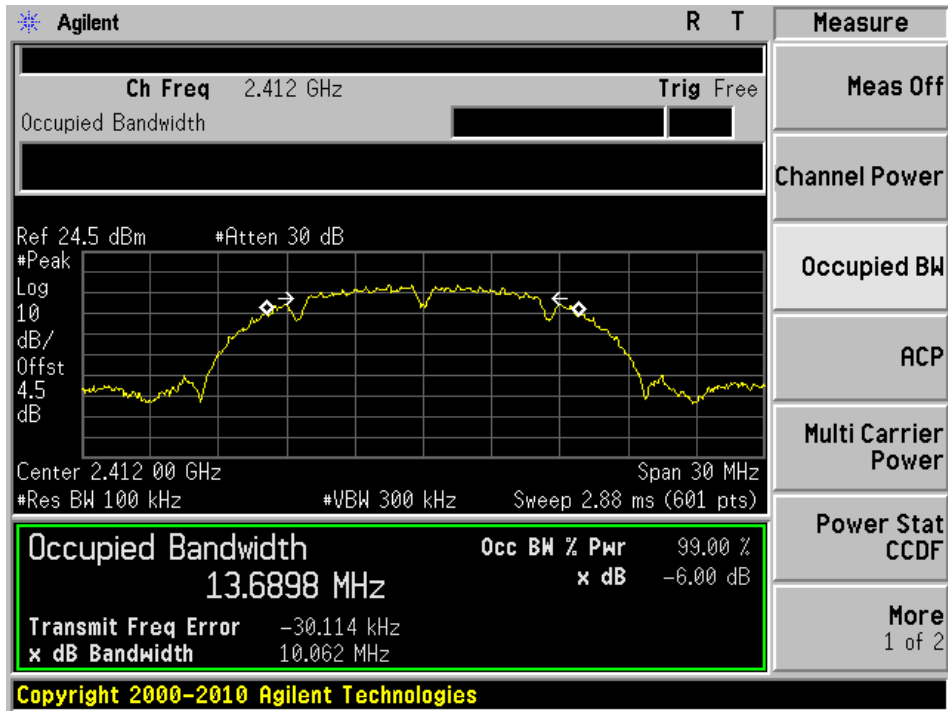 Agilent R T
Ch Freq 2.412 GHz Trig Free
Occupied Bandwidth
Ref 24.5 dBm #Atten 30 dB
#Peak
Log
10
dB/
Offst
4.5
dB
Center 2.412 00 GHz Span 30 MHz
#Res BW 100 kHz #VBW 300 kHz Sweep 2.88 ms (601 pts)
Occupied Bandwidth Occ BW % Pwr 99.00 %
13.6898 MHz x dB -6.00 dB
Transmit Freq Error -30.114 kHz
x dB Bandwidth 10.062 MHz
Copyright 2000-2010 Agilent Technologies
Measure
Meas Off
Channel Power
Occupied BW
ACP
Multi Carrier
Power
Power Stat
CCDF
More
1 of 2